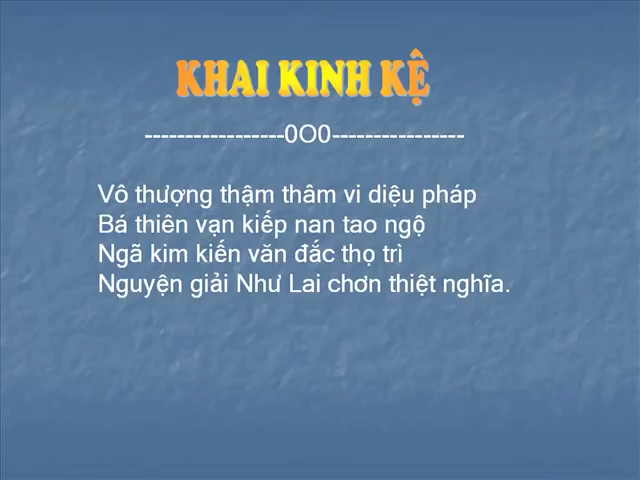 KHAI KINH KỆ
-----------------0O0----------------
Vô thượng thậm thâm vi diệu pháp
Bá thiên vạn kiếp nan tao ngộ
Ngã kim kiến văn đắc thọ trì
Nguyện giải Như Lai chơn thiệt nghĩa.